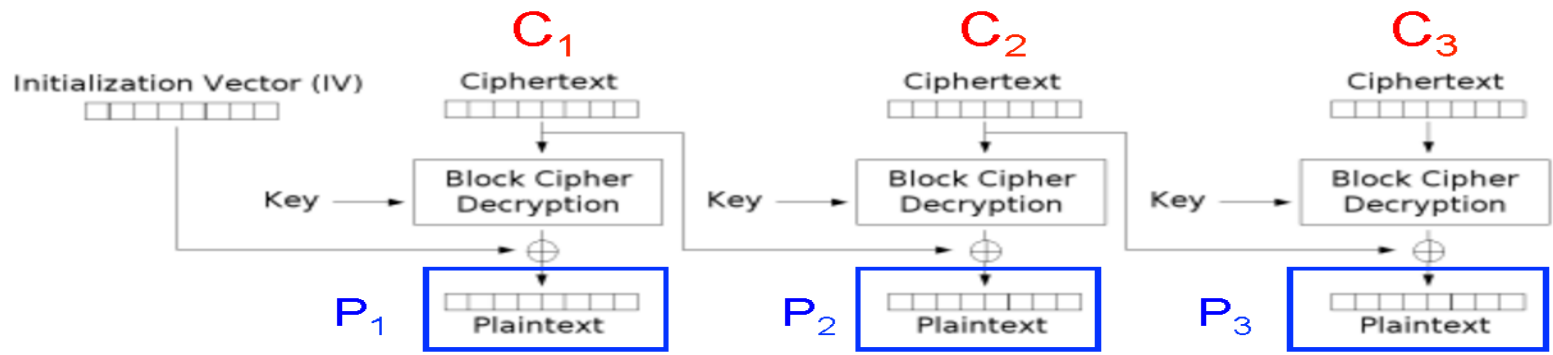 C₁
C₂
C₃
Initialization Vector (IV)
Ciphertext
Ciphertext
Ciphertext
Key
Block Cipher
Decryption
Key
Block Cipher
Decryption
Key
Block Cipher
Decryption
P₁
Plaintext
P₂
Plaintext
P₃
Plaintext